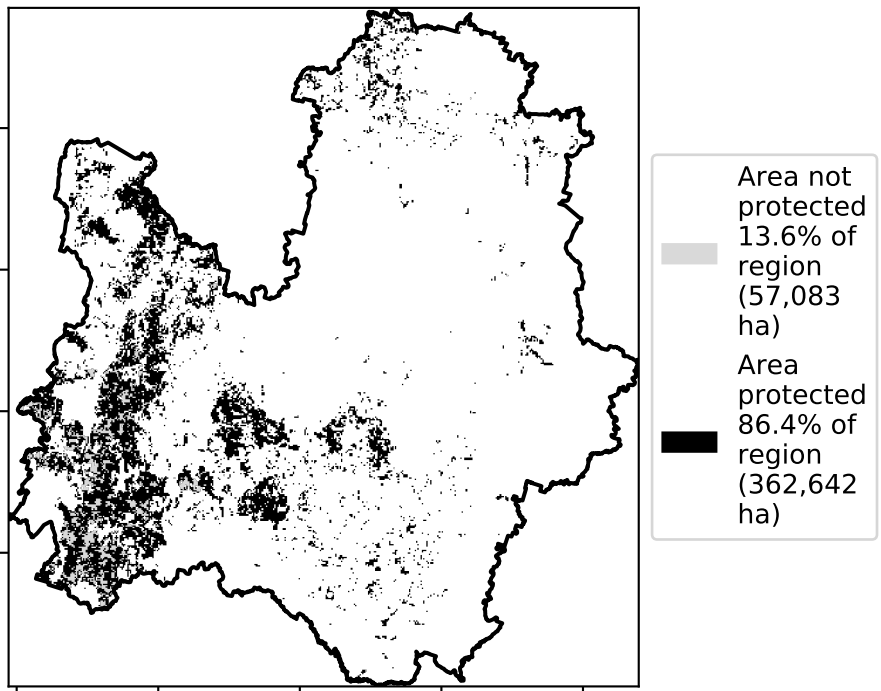 Area not
protected
13.6% of
region
(57,083
ha)
Area
protected
86.4% of
region
(362,642
ha)